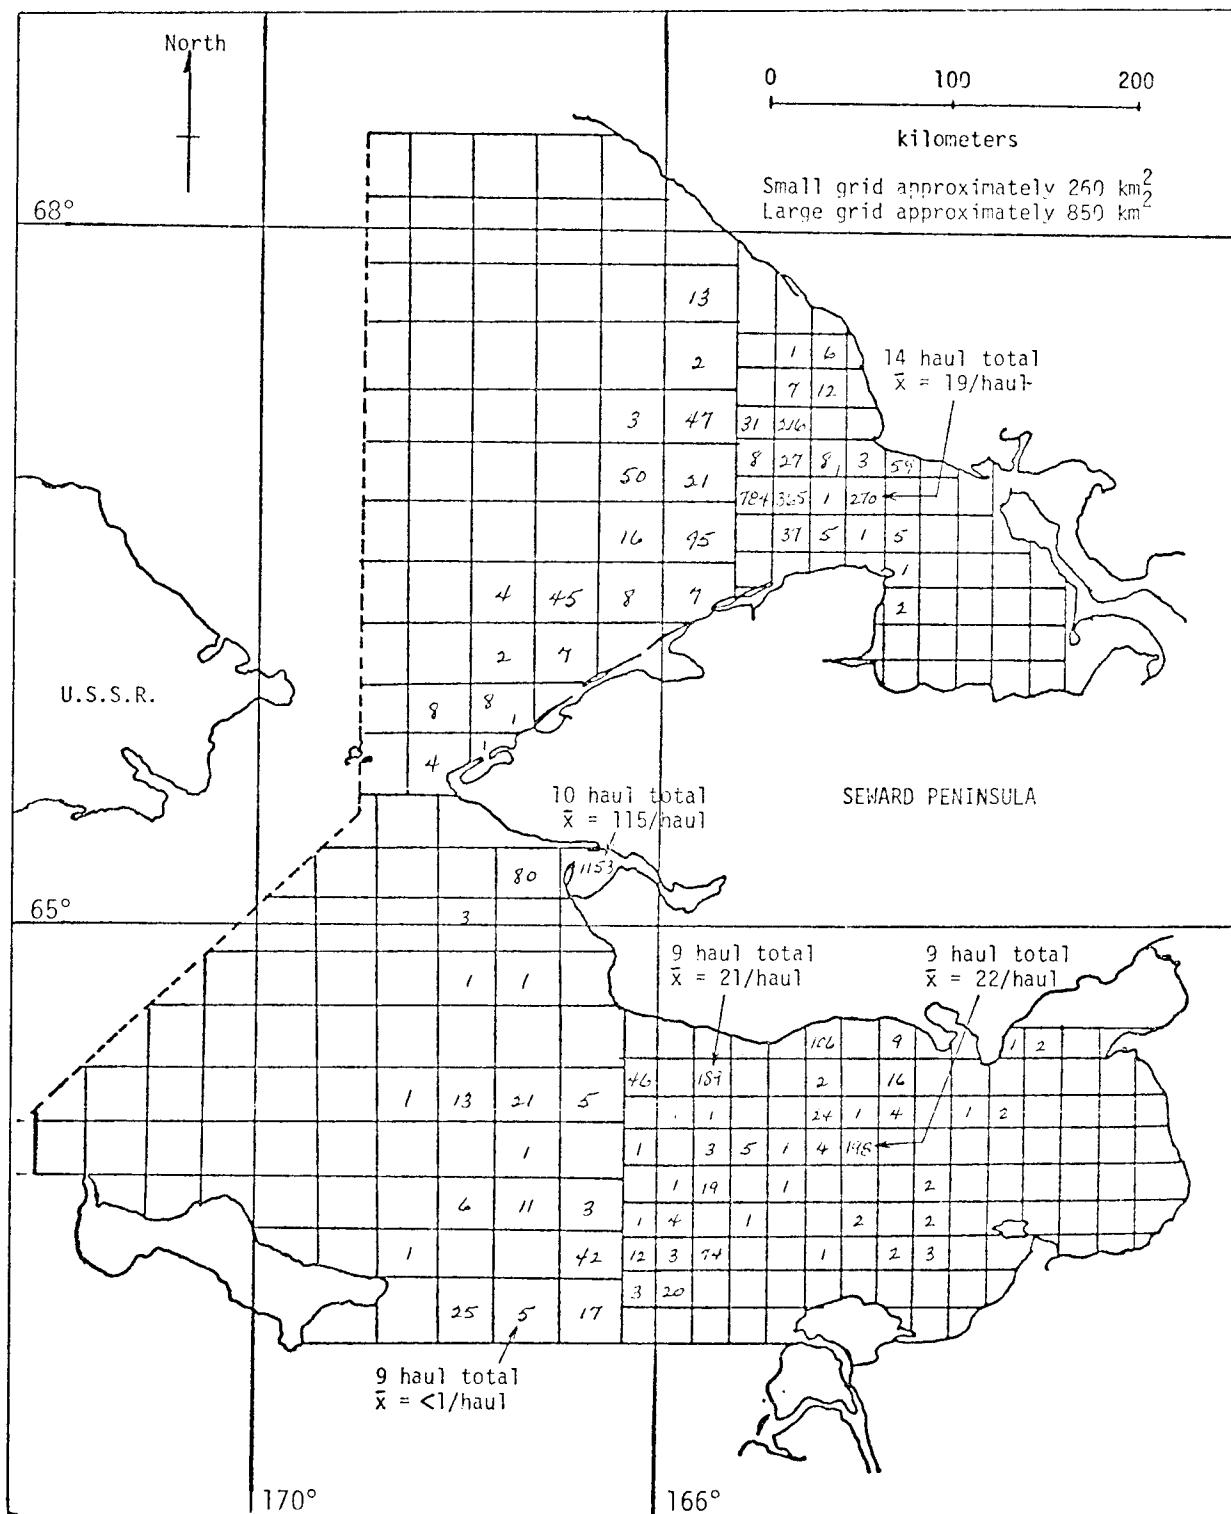 North
0 100 200
kilometers
Small grid approximately 260 km2
Large grid approximately 850 km2
68°
13
1 6
2
14 haul total
x̄ = 19/haul
7 12
3 47
31 316
8 27 8 3 59
50 21
784 365 1 270
16 95
37 5 1 5
1
4 45 8 7
2
2 7
U.S.S.R.
8 8
1
1
4
SEWARD PENINSULA
10 haul total
x̄ = 115/haul
80
1153
65°
3
9 haul total
x̄ = 21/haul
9 haul total
x̄ = 22/haul
1 1
106 9 1 2
46 189 2 16
1 13 21 5
1 24 1 4 1 2
1
1 3 5 1 4 198
1 19 1 2
6 11 3
1 4 1 2 2
1 42
12 3 74 1 2 3
3 20
25 5 17
9 haul total
x̄ = <1/haul
170°
166°